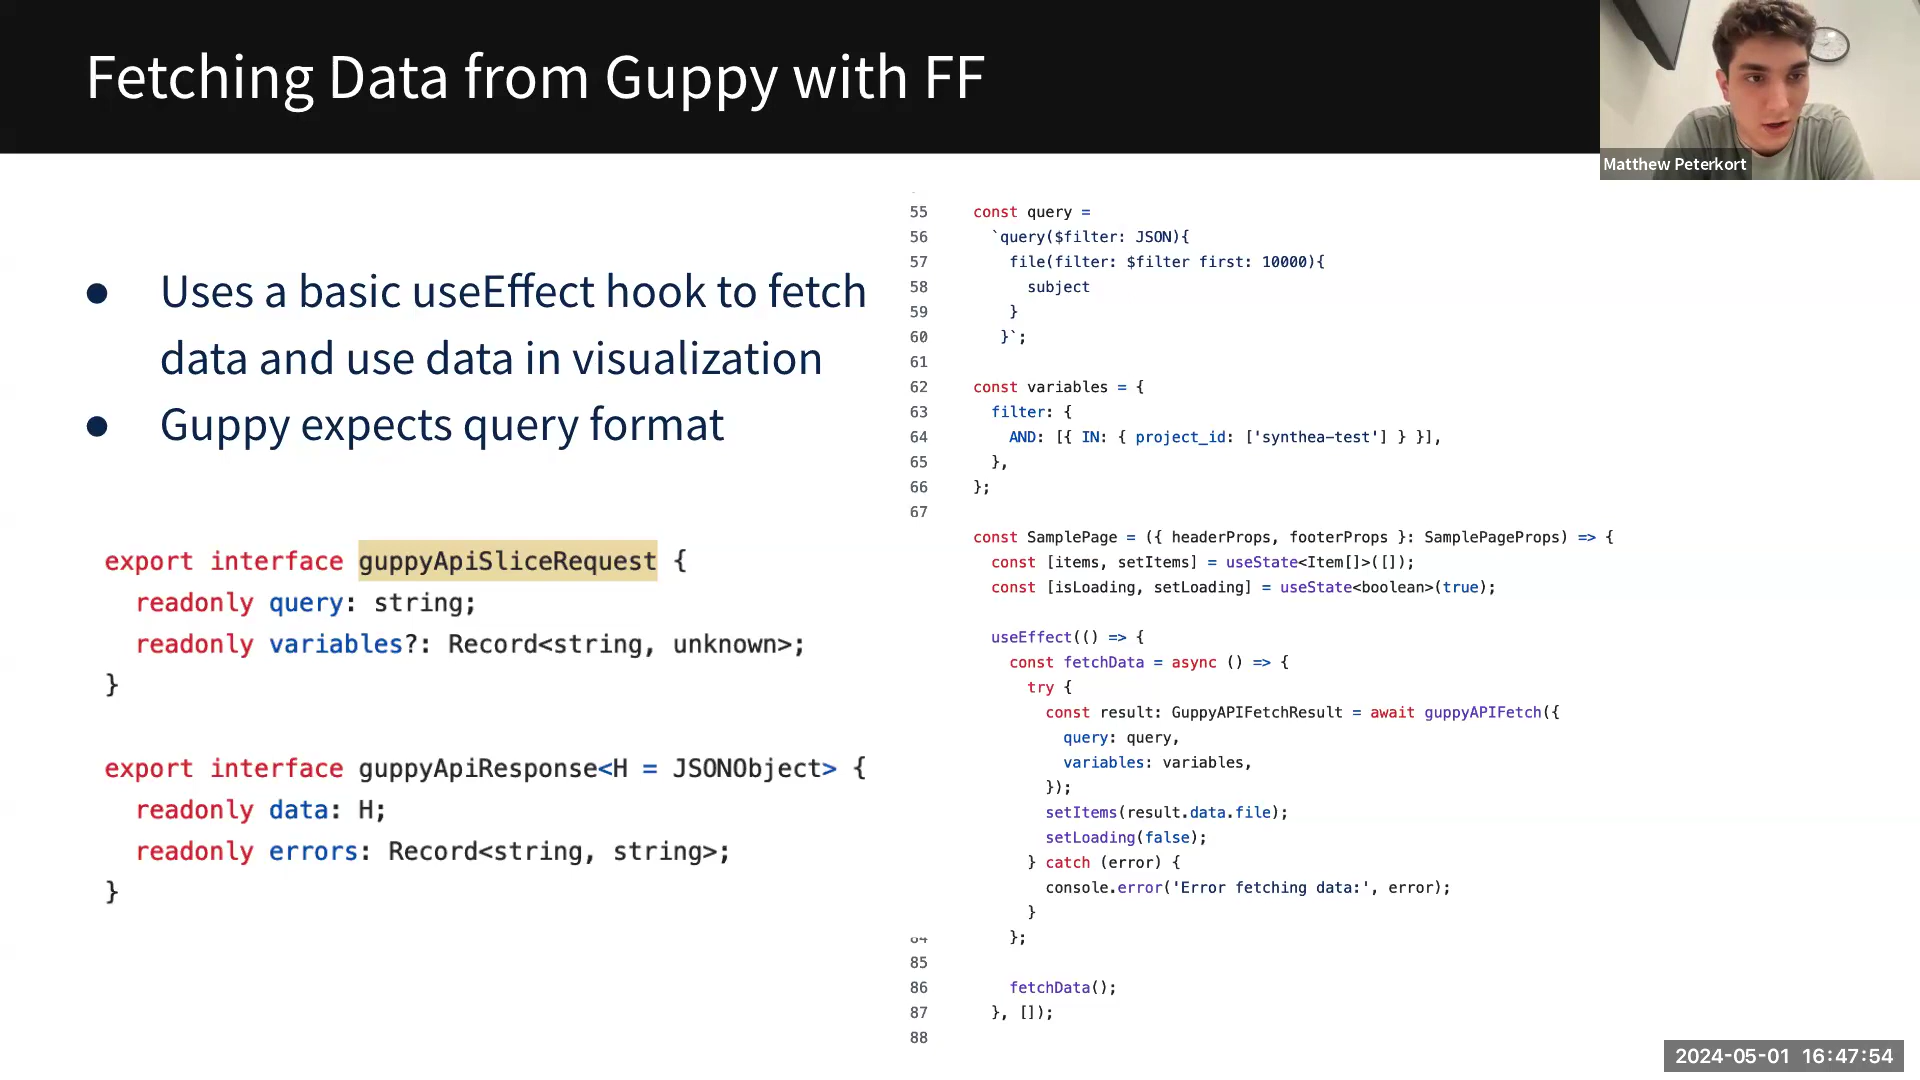 Fetching Data from Guppy with FF
Matthew Peterkort
● Uses a basic useEffect hook to fetch
data and use data in visualization
● Guppy expects query format
export interface guppyApiSliceRequest {
readonly query: string;
readonly variables?: Record<string, unknown>;
}
export interface guppyApiResponse<H = JSONObject> {
readonly data: H;
readonly errors: Record<string, string>;
}
55 const query =
56 `query($filter: JSON){
57 file(filter: $filter first: 10000){
58 subject
59 }
60 }`;
61
62 const variables = {
63 filter: {
64 AND: [{ IN: { project_id: ['synthea-test'] } }],
65 },
66 };
67
const SamplePage = ({ headerProps, footerProps }: SamplePageProps) => {
const [items, setItems] = useState<Item[]>([]);
const [isLoading, setLoading] = useState<boolean>(true);
useEffect(() => {
const fetchData = async () => {
try {
const result: GuppyAPIFetchResult = await guppyAPIFetch({
query: query,
variables: variables,
});
setItems(result.data.file);
setLoading(false);
} catch (error) {
console.error('Error fetching data:', error);
}
84 };
85
86 fetchData();
87 }, []);
88
2024-05-01 16:47:54